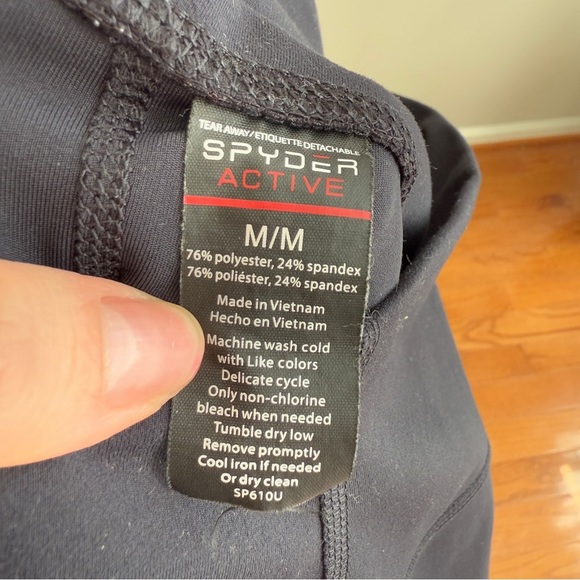 TEAR AWAY/ETIQUETTE DETACHABLE
SPYDER
ACTIVE
M/M
76% polyester, 24% spandex
76% poliéster, 24% spandex
Made in Vietnam
Hecho en Vietnam
Machine wash cold
with Like colors
Delicate cycle
Only non-chlorine
bleach when needed
Tumble dry low
Remove promptly
Cool iron if needed
Or dry clean
SP610U